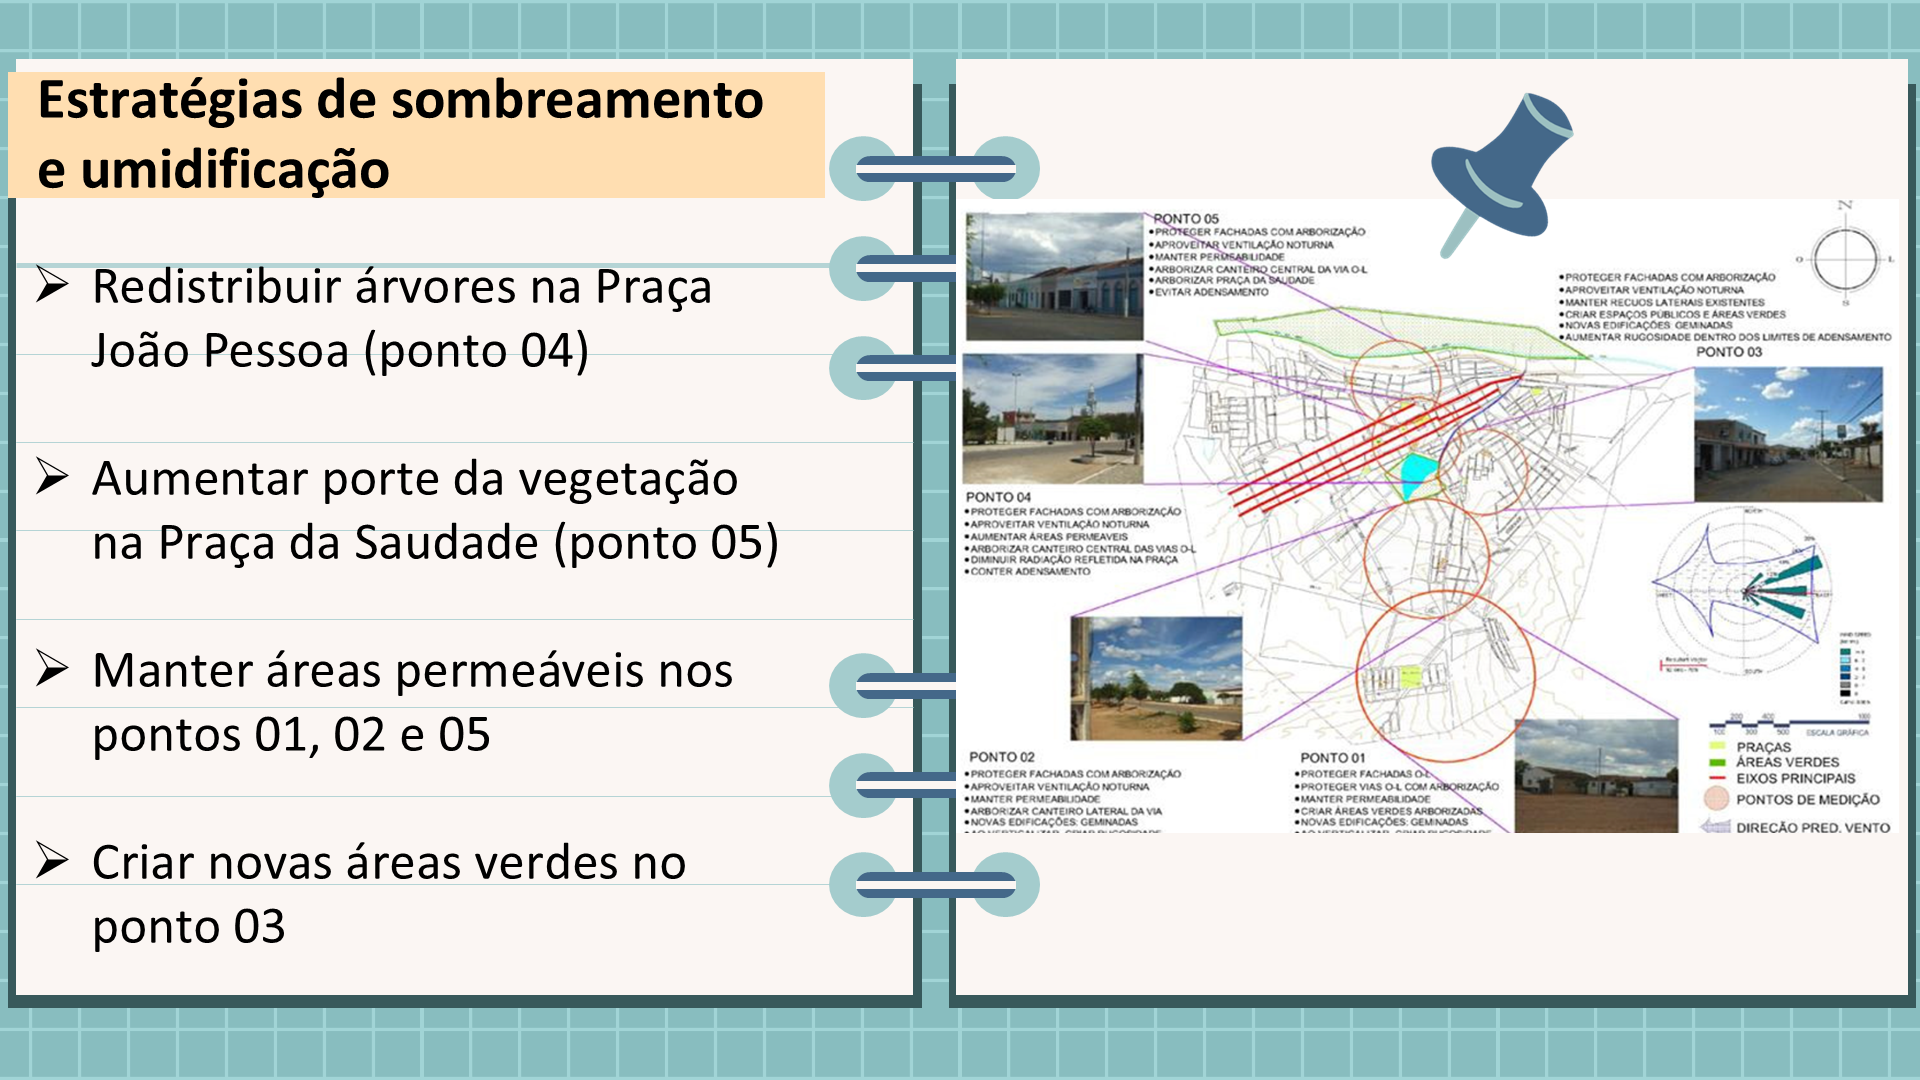 Estratégias de sombreamento
e umidificação
➢ Redistribuir árvores na Praça
João Pessoa (ponto 04)
➢ Aumentar porte da vegetação
na Praça da Saudade (ponto 05)
➢ Manter áreas permeáveis nos
pontos 01, 02 e 05
➢ Criar novas áreas verdes no
ponto 03
PONTO 05
•PROTEGER FACHADAS COM ARBORIZAÇÃO
•APROVEITAR VENTILAÇÃO NOTURNA
•MANTER PERMEABILIDADE
•ARBORIZAR CANTEIRO CENTRAL DA VIA O-L
•ARBORIZAR PRAÇA DA SAUDADE
•EVITAR ADENSAMENTO
N
O
L
S
•PROTEGER FACHADAS COM ARBORIZAÇÃO
•APROVEITAR VENTILAÇÃO NOTURNA
•MANTER RECUOS LATERAIS EXISTENTES
•CRIAR ESPAÇOS PÚBLICOS E ÁREAS VERDES
•NOVAS EDIFICAÇÕES: GEMINADAS
•AUMENTAR RUGOSIDADE DENTRO DOS LIMITES DE ADENSAMENTO
PONTO 03
PONTO 04
•PROTEGER FACHADAS COM ARBORIZAÇÃO
•APROVEITAR VENTILAÇÃO NOTURNA
•AUMENTAR ÁREAS PERMEAVEIS
•ARBORIZAR CANTEIRO CENTRAL DAS VIAS O-L
•DIMINUIR RADIAÇÃO REFLETIDA NA PRAÇA
•CONTER ADENSAMENTO
PONTO 02
•PROTEGER FACHADAS COM ARBORIZAÇÃO
•APROVEITAR VENTILAÇÃO NOTURNA
•MANTER PERMEABILIDADE
•ARBORIZAR CANTEIRO LATERAL DA VIA
•NOVAS EDIFICAÇÕES: GEMINADAS
PONTO 01
•PROTEGER FACHADAS O-L
•PROTEGER VIAS O-L COM ARBORIZAÇÃO
•MANTER PERMEABILIDADE
•CRIAR ÁREAS VERDES ARBORIZADAS
•NOVAS EDIFICAÇÕES: GEMINADAS
200 400 1000
100 300 500 ESCALA GRÁFICA
PRAÇAS
ÁREAS VERDES
EIXOS PRINCIPAIS
PONTOS DE MEDIÇÃO
DIREÇÃO PRED. VENTO